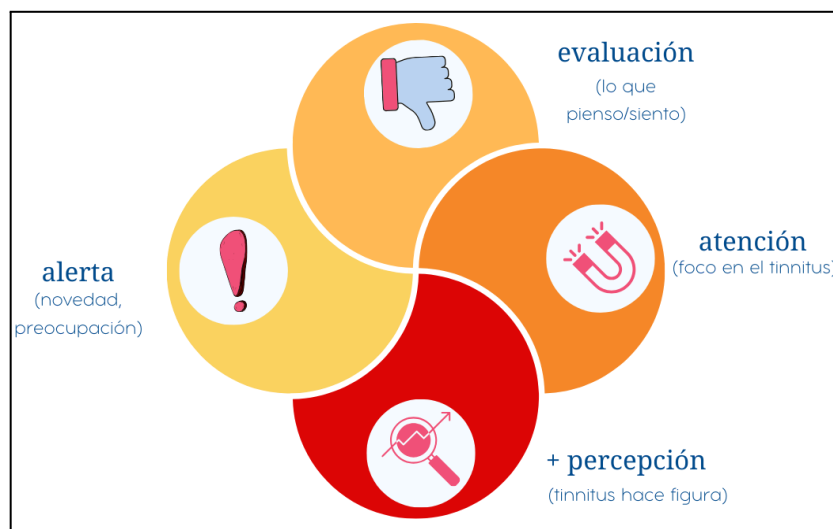 evaluación
(lo que
pienso/siento)
atención
(foco en el tinnitus)
alerta
(novedad,
preocupación)
+ percepción
(tinnitus hace figura)